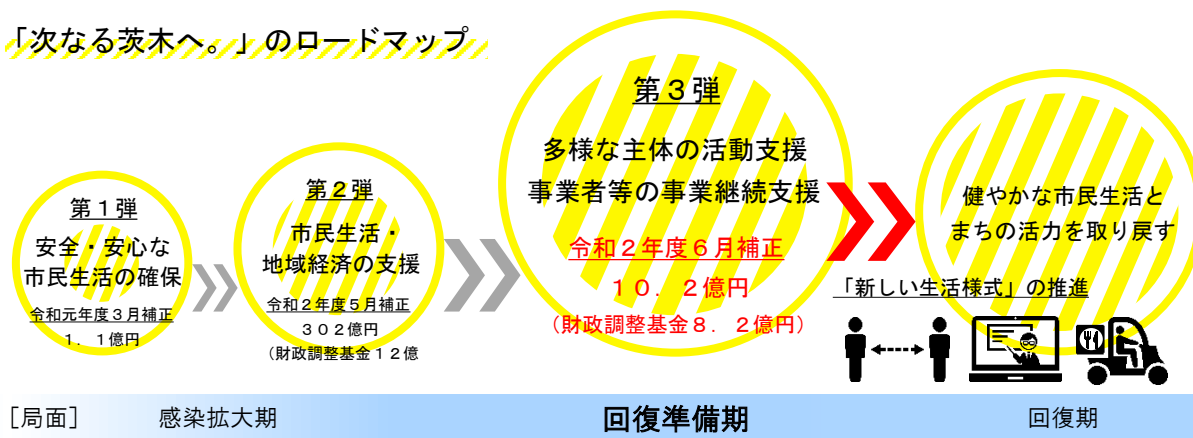 「次なる茨木へ。」のロードマップ
第1弾
安全・安心な
市民生活の確保
令和元年度3月補正
1．1億円
第2弾
市民生活・
地域経済の支援
令和2年度5月補正
302億円
（財政調整基金12億
第3弾
多様な主体の活動支援
事業者等の事業継続支援
令和2年度6月補正
10．2億円
（財政調整基金8．2億円）
健やかな市民生活と
まちの活力を取り戻す
「新しい生活様式」の推進
［局面］
感染拡大期
回復準備期
回復期